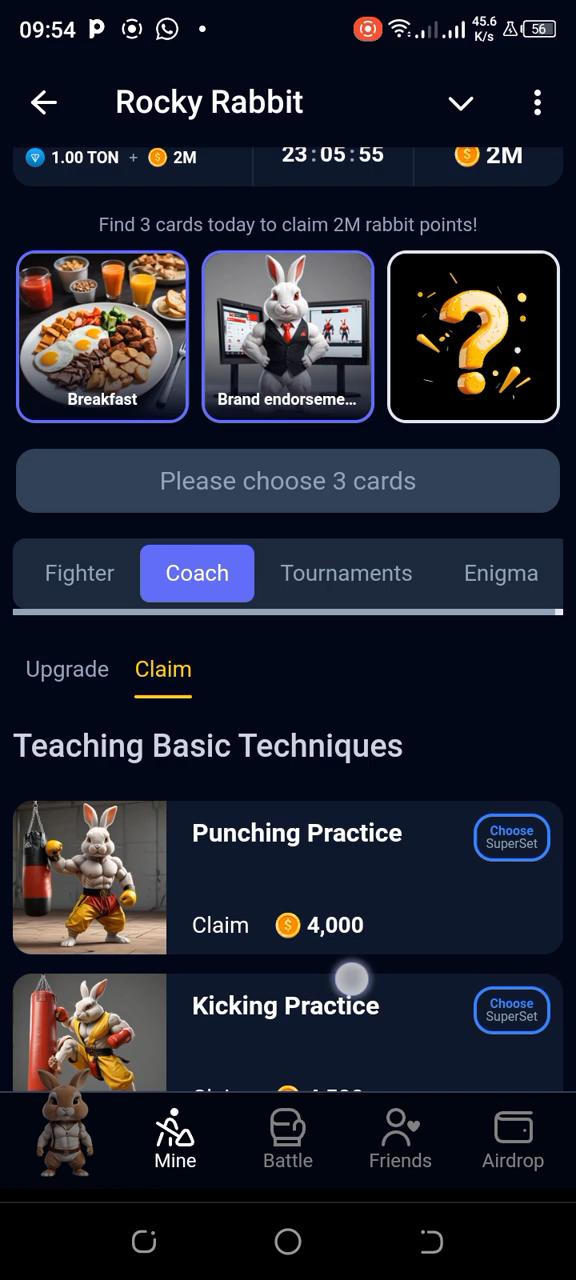 09:54
45.6 K/s
56
Rocky Rabbit
1.00 TON + 2M
23:05:55
2M
Find 3 cards today to claim 2M rabbit points!
Breakfast
Brand endorseme...
Please choose 3 cards
Fighter Coach Tournaments Enigma
Upgrade Claim
Teaching Basic Techniques
Punching Practice
Choose
SuperSet
Claim 4,000
Kicking Practice
Choose
SuperSet
Mine Battle Friends Airdrop